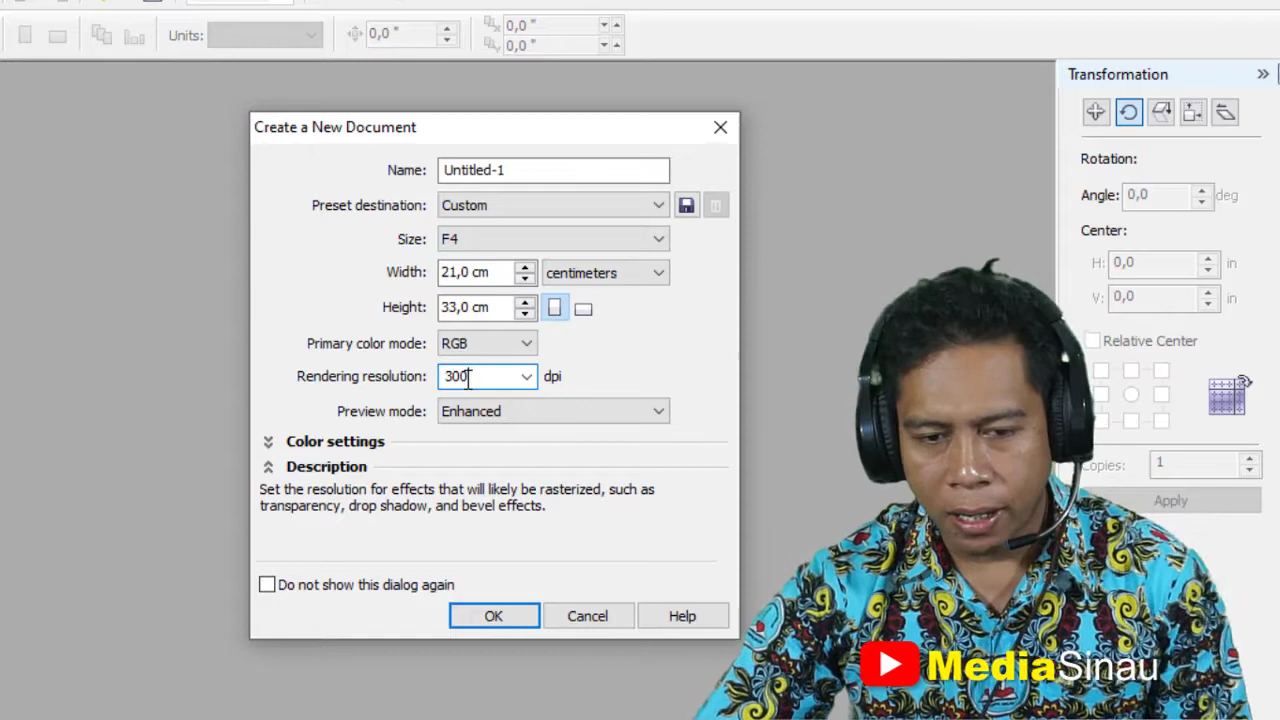 Units:
0,0 °
0,0 °
0,0 °
Transformation
Create a New Document
Name: Untitled-1
Preset destination: Custom
Size: F4
Width: 21,0 cm centimeters
Height: 33,0 cm
Primary color mode: RGB
Rendering resolution: 300 dpi
Preview mode: Enhanced
Color settings
Description
Set the resolution for effects that will likely be rasterized, such as
transparency, drop shadow, and bevel effects.
Do not show this dialog again
OK Cancel Help
Rotation:
Angle: 0,0 deg
Center:
H: 0,0 in
V: 0,0 in
Relative Center
Copies: 1
Apply
MediaSinau